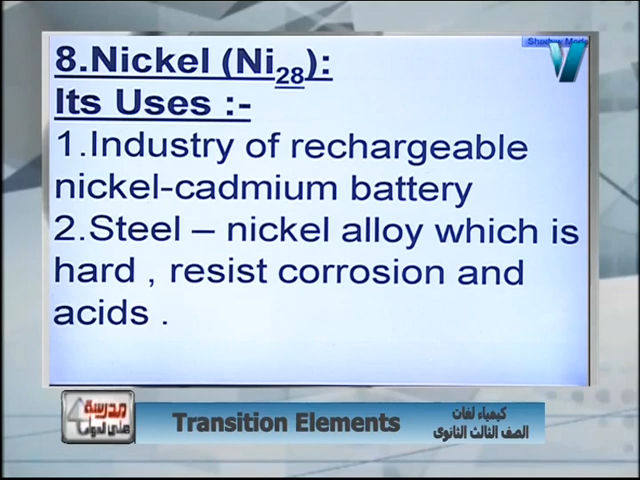 8.Nickel (Ni28):
Its Uses :-
1.Industry of rechargeable
nickel-cadmium battery
2.Steel – nickel alloy which is
hard , resist corrosion and
acids .
مدرسة
على الهواء
Transition Elements
كيمياء لغات
الصف الثالث الثانوى